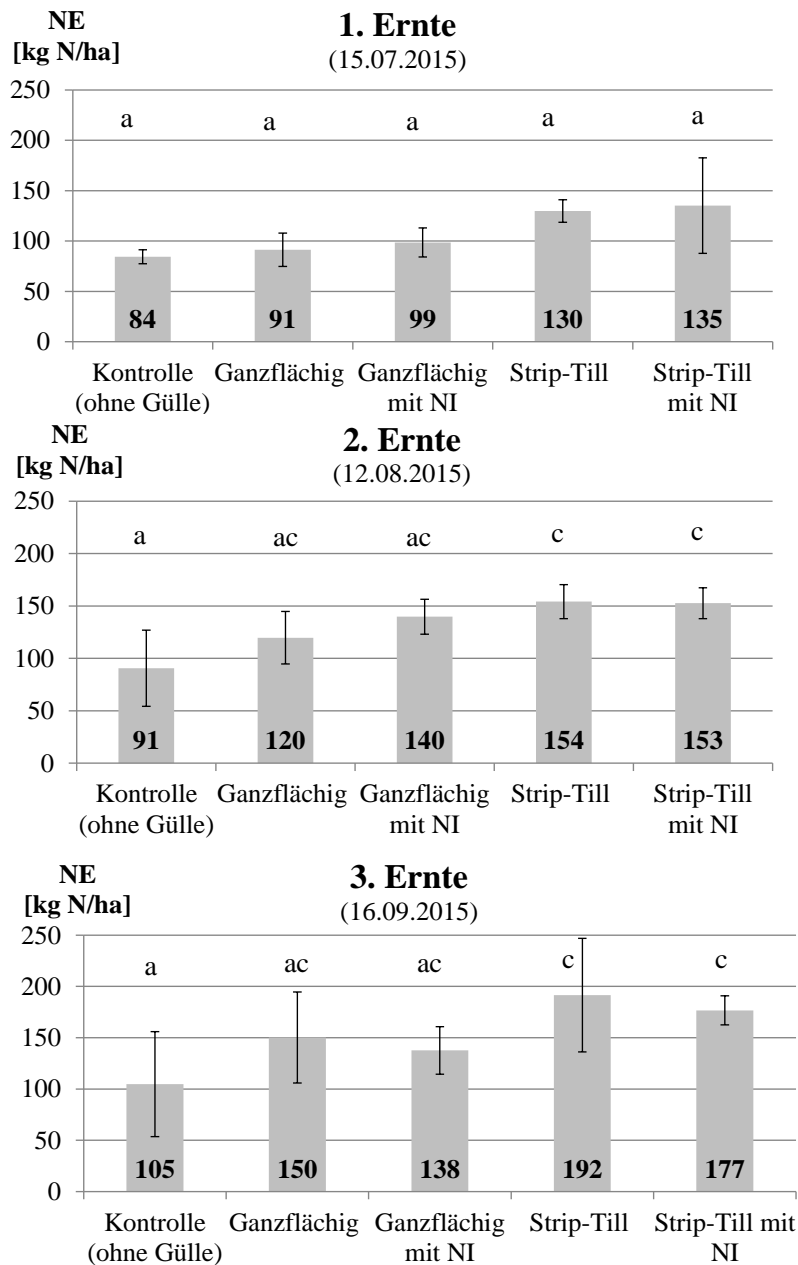 NE
[kg N/ha]
1. Ernte
(15.07.2015)
250
200
150
100
50
0
a a a a a
84 91 99 130 135
Kontrolle Ganzflächig Ganzflächig Strip-Till Strip-Till
(ohne Gülle) mit NI mit NI
NE
[kg N/ha]
2. Ernte
(12.08.2015)
250
200
150
100
50
0
a ac ac c c
91 120 140 154 153
Kontrolle Ganzflächig Ganzflächig Strip-Till Strip-Till
(ohne Gülle) mit NI mit NI
NE
[kg N/ha]
3. Ernte
(16.09.2015)
250
200
150
100
50
0
a ac ac c c
105 150 138 192 177
Kontrolle Ganzflächig Ganzflächig Strip-Till Strip-Till mit
(ohne Gülle) mit NI NI